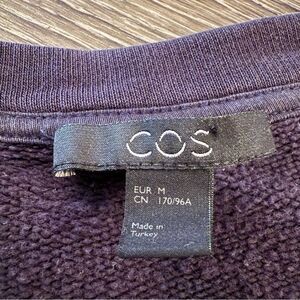 COS
EUR M
CN 170/96A
Made in
Turkey